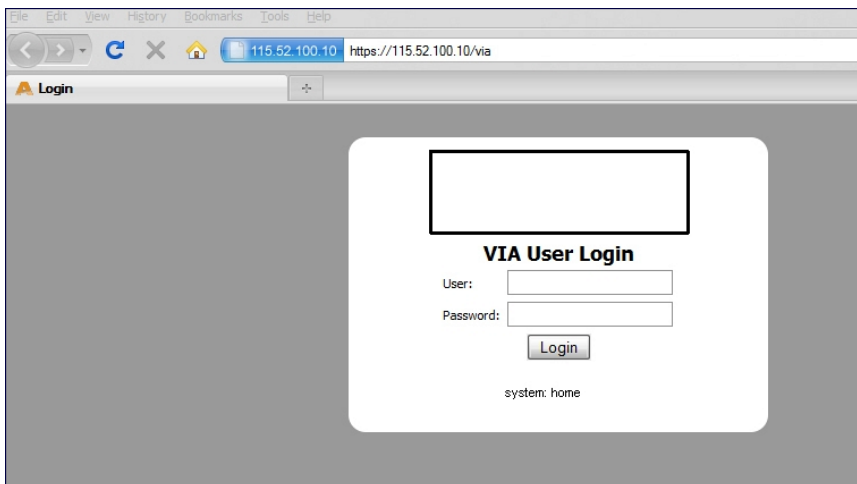 File Edit View History Bookmarks Tools Help
115.52.100.10 https://115.52.100.10/via
Login
VIA User Login
User:
Password:
Login
system: home